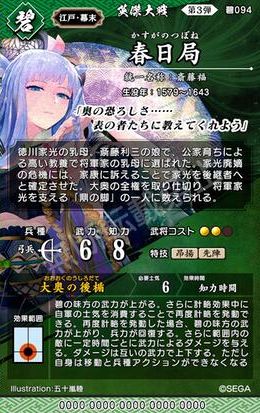 碧
江戸・幕末
英傑大戦
第3弾
碧094
かすがのつぼね
春日局
統一名称:斎藤福
生没年:1579~1643
「奥の恐ろしさ……
表の者たちに教えてくれよう」
徳川家光の乳母。斎藤利三の娘で、公家育ちに
よる高い教養で将軍家の乳母に選ばれた。家光廃嫡
の危機には、家康に訴えることで家光を後継者へ
と確定させた。大奥の全権を取り仕切り、将軍家
光を支える「鼎の脚」の一人に数えられる。
兵種 武力 知力 武将コスト
弓兵 6 8
特技 昂揚 先陣
おおおくのうしろだて 必要士気 効果時間
大奥の後楯 6 知力時間
効果範囲
碧の味方の武力が上がる。さらに計略効果中に
自軍の士気を消費することで再度計略を発動で
きる。再度計略を発動した場合、碧の味方の武
力が上がり、兵力が回復する。さらに範囲内の
敵に一定時間ごとに武力によるダメージを与え
る。ダメージは互いの武力で上下する。ただし
自身は移動と兵種アクションができなくなる
Illustration:五十嵐睦
©SEGA
0000-0000-0000-0000-0000